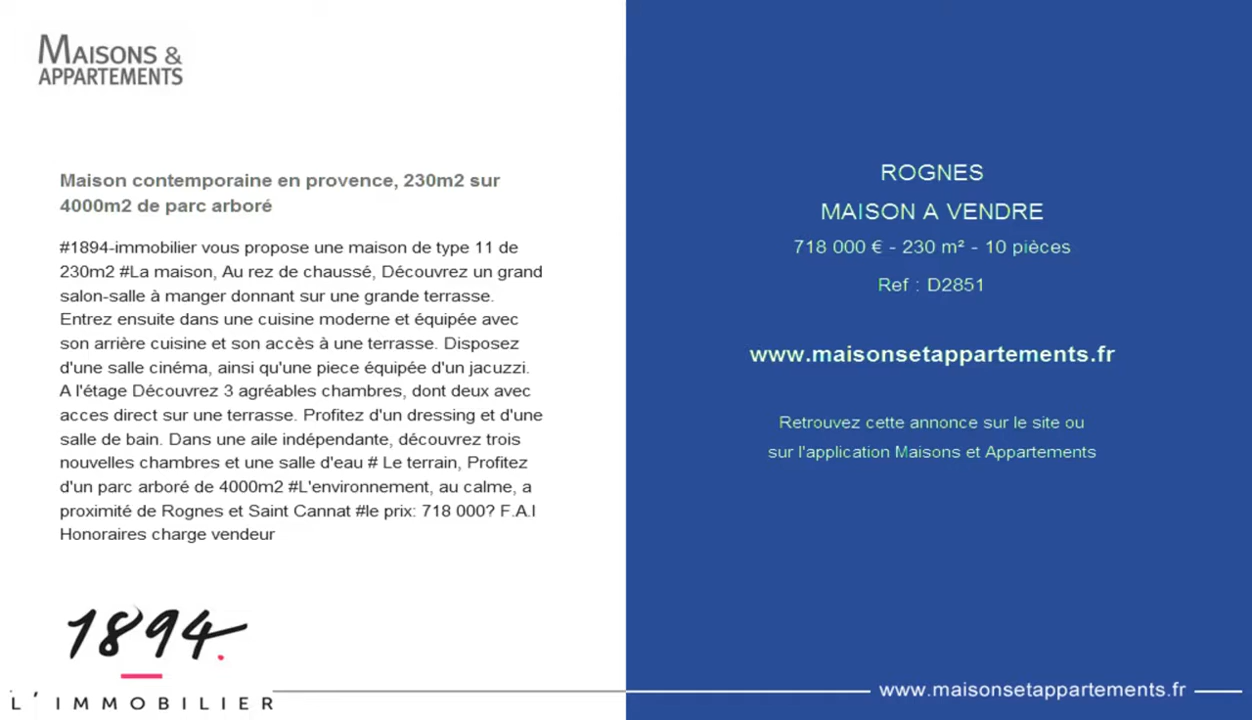 MAISONS &
APPARTEMENTS
Maison contemporaine en provence, 230m2 sur
4000m2 de parc arboré
#1894-immobilier vous propose une maison de type 11 de
230m2 #La maison, Au rez de chaussé, Découvrez un grand
salon-salle à manger donnant sur une grande terrasse.
Entrez ensuite dans une cuisine moderne et équipée avec
son arrière cuisine et son accès à une terrasse. Disposez
d'une salle cinéma, ainsi qu'une piece équipée d'un jacuzzi.
A l'étage Découvrez 3 agréables chambres, dont deux avec
acces direct sur une terrasse. Profitez d'un dressing et d'une
salle de bain. Dans une aile indépendante, découvrez trois
nouvelles chambres et une salle d'eau # Le terrain, Profitez
d'un parc arboré de 4000m2 #L'environnement, au calme, a
proximité de Rognes et Saint Cannat #le prix: 718 000? F.A.I
Honoraires charge vendeur
1894.
L'IMMOBILIER
ROGNES
MAISON A VENDRE
718 000 € - 230 m² - 10 pièces
Ref : D2851
www.maisonsetappartements.fr
Retrouvez cette annonce sur le site ou
sur l'application Maisons et Appartements
www.maisonsetappartements.fr